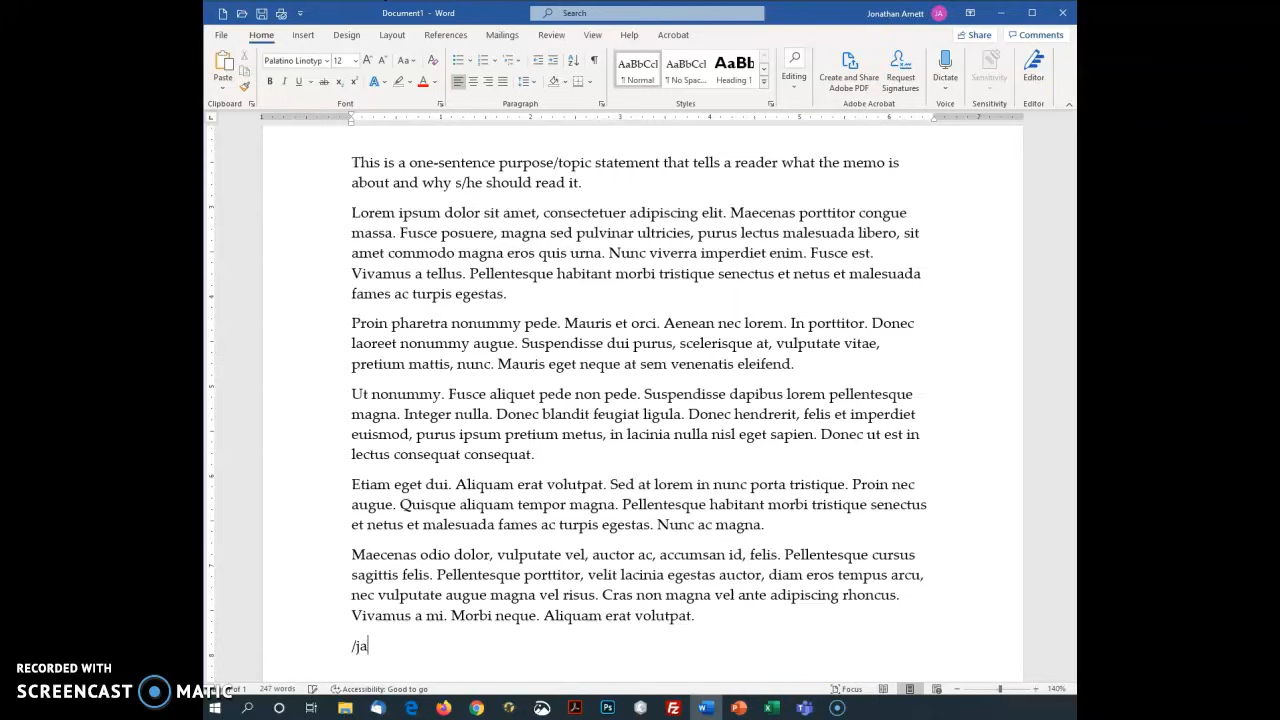 Document1 - Word
Search
Jonathan Arnett
JA
File Home Insert Design Layout References Mailings Review View Help Acrobat
Share
Comments
Palatino Linotyp
12
Paste
AaBbCcI
AaBbCcI
AaBb
¶ Normal
¶ No Spac...
Heading 1
Editing
Create and Share
Adobe PDF
Request
Signatures
Dictate
Sensitivity
Editor
Clipboard
Font
Paragraph
Styles
Adobe Acrobat
Voice
Sensitivity
Editor
This is a one-sentence purpose/topic statement that tells a reader what the memo is
about and why s/he should read it.
Lorem ipsum dolor sit amet, consectetuer adipiscing elit. Maecenas porttitor congue
massa. Fusce posuere, magna sed pulvinar ultricies, purus lectus malesuada libero, sit
amet commodo magna eros quis urna. Nunc viverra imperdiet enim. Fusce est.
Vivamus a tellus. Pellentesque habitant morbi tristique senectus et netus et malesuada
fames ac turpis egestas.
Proin pharetra nonummy pede. Mauris et orci. Aenean nec lorem. In porttitor. Donec
laoreet nonummy augue. Suspendisse dui purus, scelerisque at, vulputate vitae,
pretium mattis, nunc. Mauris eget neque at sem venenatis eleifend.
Ut nonummy. Fusce aliquet pede non pede. Suspendisse dapibus lorem pellentesque
magna. Integer nulla. Donec blandit feugiat ligula. Donec hendrerit, felis et imperdiet
euismod, purus ipsum pretium metus, in lacinia nulla nisl eget sapien. Donec ut est in
lectus consequat consequat.
Etiam eget dui. Aliquam erat volutpat. Sed at lorem in nunc porta tristique. Proin nec
augue. Quisque aliquam tempor magna. Pellentesque habitant morbi tristique senectus
et netus et malesuada fames ac turpis egestas. Nunc ac magna.
Maecenas odio dolor, vulputate vel, auctor ac, accumsan id, felis. Pellentesque cursus
sagittis felis. Pellentesque porttitor, velit lacinia egestas auctor, diam eros tempus arcu,
nec vulputate augue magna vel risus. Cras non magna vel ante adipiscing rhoncus.
Vivamus a mi. Morbi neque. Aliquam erat volutpat.
/ja
RECORDED WITH
SCREENCAST MATIC
of 1
247 words
Accessibility: Good to go
Focus
140%